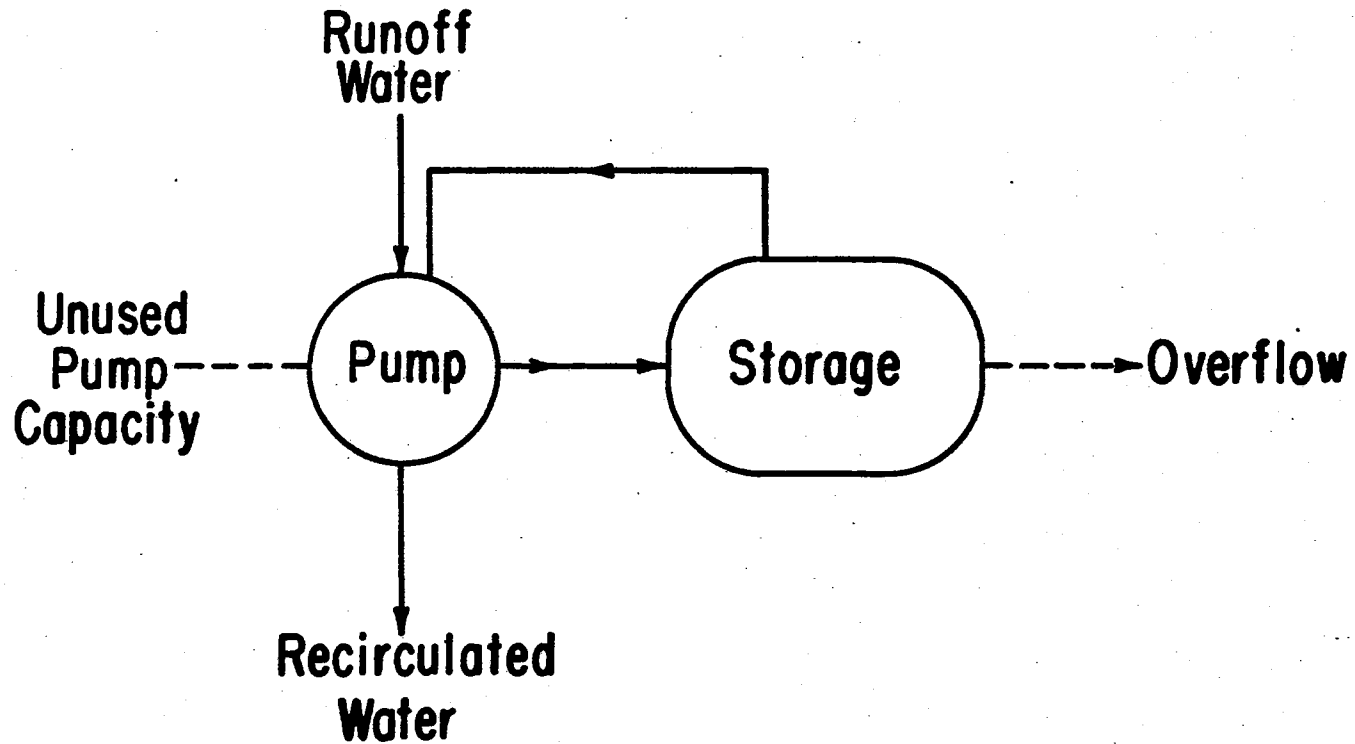 Runoff
Water
Unused
Pump
Capacity
Pump
Storage
Overflow
Recirculated
Water